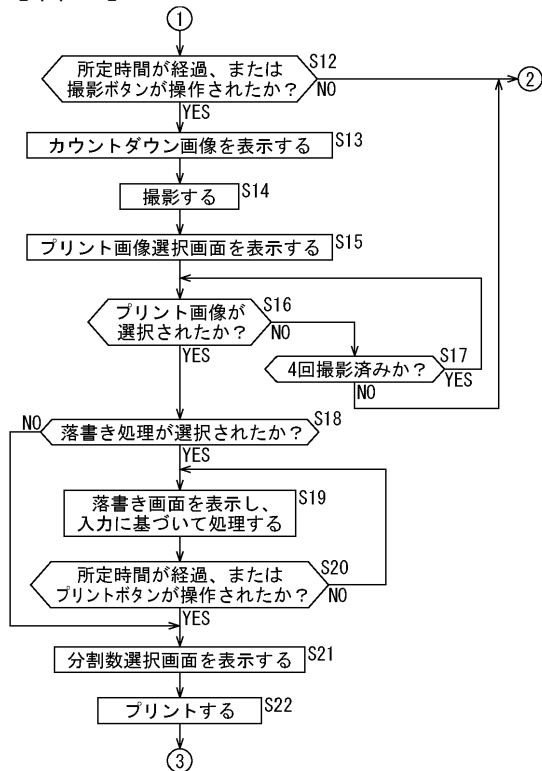 ①
所定時間が経過、または
撮影ボタンが操作されたか？
S12
NO
②
YES
カウントダウン画像を表示する
S13
撮影する
S14
プリント画像選択画面を表示する
S15
プリント画像が
選択されたか？
S16
NO
YES
4回撮影済みか？
S17
YES
NO
NO
落書き処理が選択されたか？
S18
YES
落書き画面を表示し、
入力に基づいて処理する
S19
所定時間が経過、または
プリントボタンが操作されたか？
S20
NO
YES
分割数選択画面を表示する
S21
プリントする
S22
③